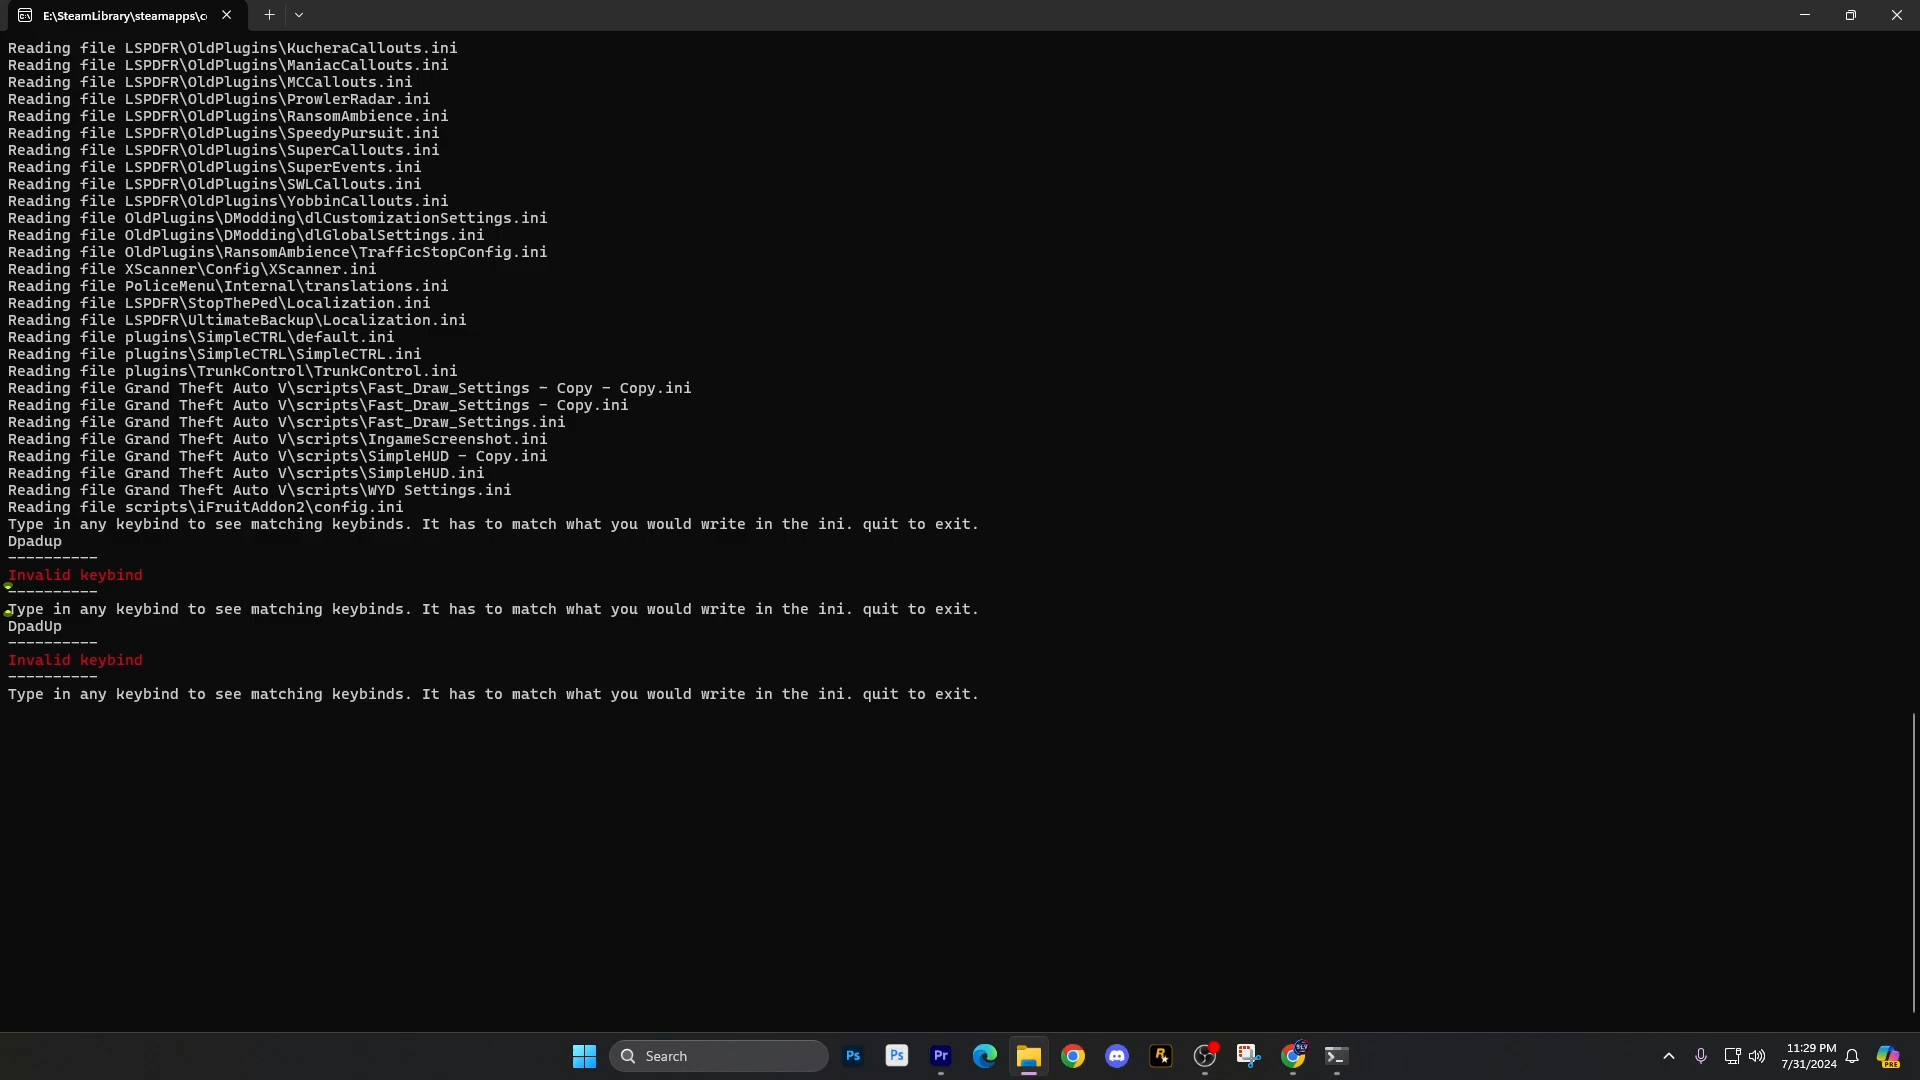 E:\SteamLibrary\steamapps\c
Reading file LSPDFR\OldPlugins\KucheraCallouts.ini
Reading file LSPDFR\OldPlugins\ManiacCallouts.ini
Reading file LSPDFR\OldPlugins\MCCallouts.ini
Reading file LSPDFR\OldPlugins\ProwlerRadar.ini
Reading file LSPDFR\OldPlugins\RansomAmbience.ini
Reading file LSPDFR\OldPlugins\SpeedyPursuit.ini
Reading file LSPDFR\OldPlugins\SuperCallouts.ini
Reading file LSPDFR\OldPlugins\SuperEvents.ini
Reading file LSPDFR\OldPlugins\SWLCallouts.ini
Reading file LSPDFR\OldPlugins\YobbinCallouts.ini
Reading file OldPlugins\DModding\dlCustomizationSettings.ini
Reading file OldPlugins\DModding\dlGlobalSettings.ini
Reading file OldPlugins\RansomAmbience\TrafficStopConfig.ini
Reading file XScanner\Config\XScanner.ini
Reading file PoliceMenu\Internal\translations.ini
Reading file LSPDFR\StopThePed\Localization.ini
Reading file LSPDFR\UltimateBackup\Localization.ini
Reading file plugins\SimpleCTRL\default.ini
Reading file plugins\SimpleCTRL\SimpleCTRL.ini
Reading file plugins\TrunkControl\TrunkControl.ini
Reading file Grand Theft Auto V\scripts\Fast_Draw_Settings - Copy - Copy.ini
Reading file Grand Theft Auto V\scripts\Fast_Draw_Settings - Copy.ini
Reading file Grand Theft Auto V\scripts\Fast_Draw_Settings.ini
Reading file Grand Theft Auto V\scripts\IngameScreenshot.ini
Reading file Grand Theft Auto V\scripts\SimpleHUD - Copy.ini
Reading file Grand Theft Auto V\scripts\SimpleHUD.ini
Reading file Grand Theft Auto V\scripts\WYD Settings.ini
Reading file scripts\iFruitAddon2\config.ini
Type in any keybind to see matching keybinds. It has to match what you would write in the ini. quit to exit.
Dpadup
----------
Invalid keybind
----------
Type in any keybind to see matching keybinds. It has to match what you would write in the ini. quit to exit.
DpadUp
----------
Invalid keybind
----------
Type in any keybind to see matching keybinds. It has to match what you would write in the ini. quit to exit.
Search
Ps
Ps
Pr
11:29 PM
7/31/2024
PRE